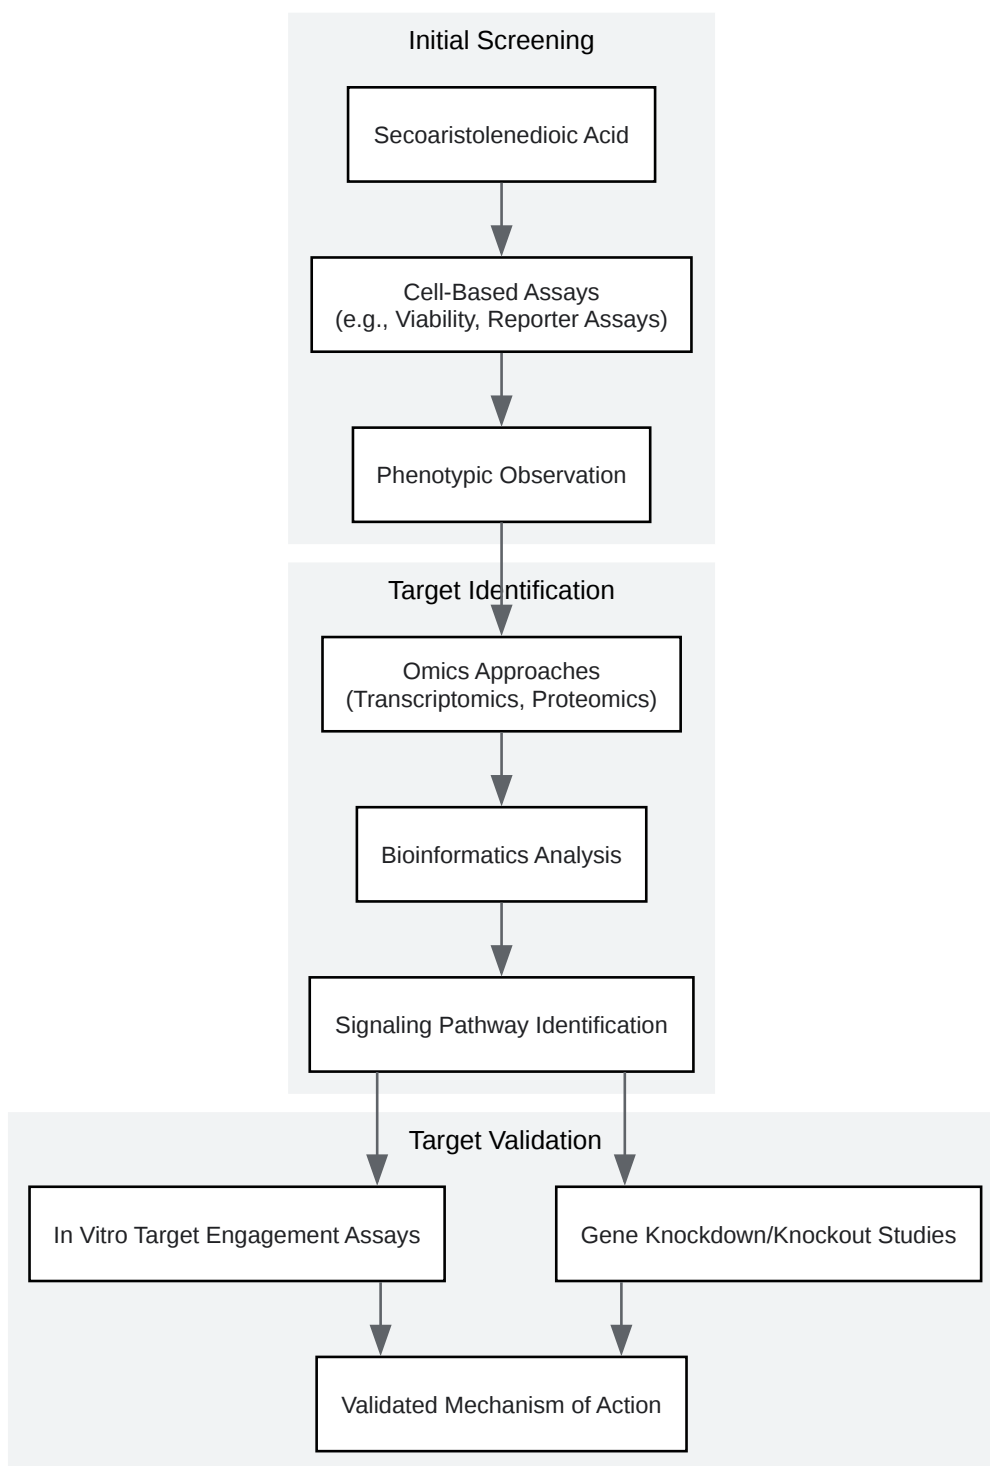 Initial Screening
Secoaristolenedioic Acid
Cell-Based Assays
(e.g., Viability, Reporter Assays)
Phenotypic Observation
Target Identification
Omics Approaches
(Transcriptomics, Proteomics)
Bioinformatics Analysis
Signaling Pathway Identification
Target Validation
In Vitro Target Engagement Assays
Gene Knockdown/Knockout Studies
Validated Mechanism of Action